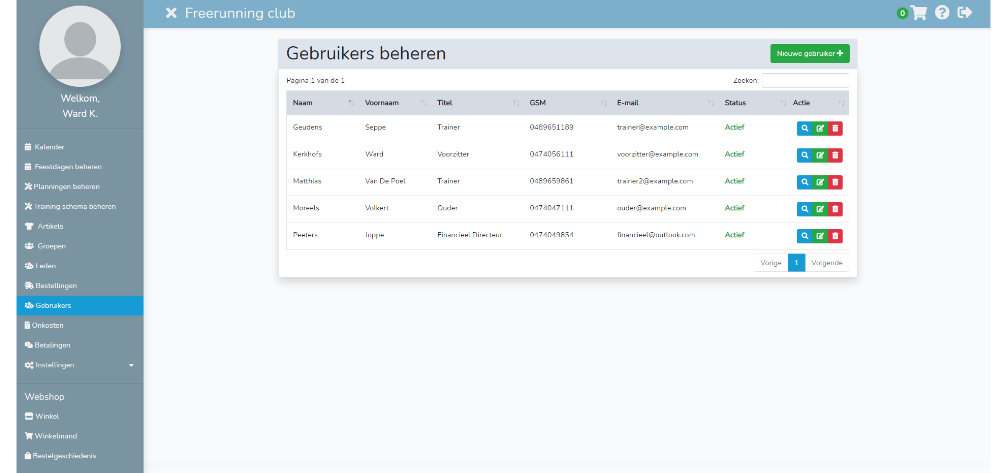 Freerunning club
0
Welkom,
Ward K.
Kalender
Feestdagen beheren
Planningen beheren
Training schema beheren
Artikels
Groepen
Leden
Bestellingen
Gebruikers
Onkosten
Betalingen
Instellingen
Webshop
Winkel
Winkelmand
Bestelgeschiedenis
Gebruikers beheren
Nieuwe gebruiker
Pagina 1 van de 1
Zoeken:
Naam Voornaam Titel GSM E-mail Status Actie
Geudens Seppe Trainer 0489651189 trainer@example.com Actief
Kerkhofs Ward Voorzitter 0474056111 voorzitter@example.com Actief
Matthias Van De Poel Trainer 0489659861 trainer2@example.com Actief
Moreels Volkert Ouder 0474047111 ouder@example.com Actief
Peeters Joppe Financieel Directeur 0474049854 financieel@outlook.com Actief
Vorige 1 Volgende